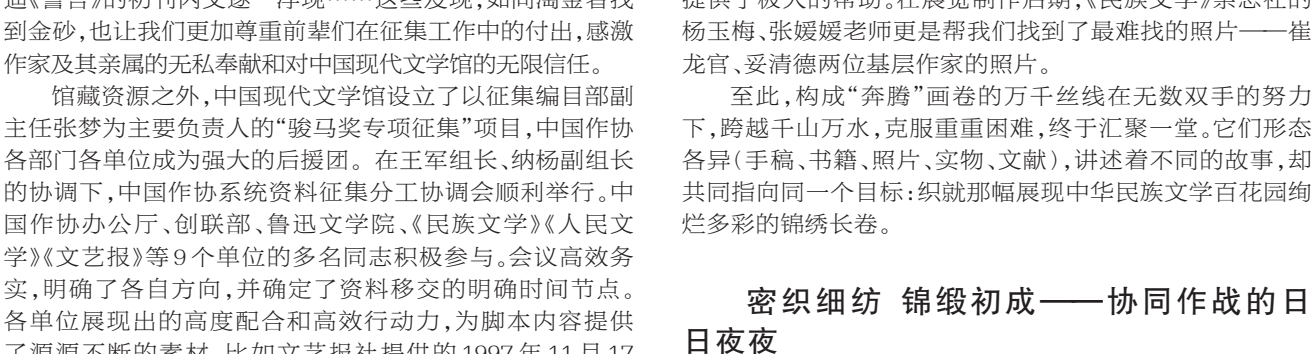 到金砂,也让我们更加尊重前辈们在征集工作中的付出,感激
作家及其亲属的无私奉献和对中国现代文学馆的无限信任。
馆藏资源之外,中国现代文学馆设立了以征集编目部副
主任张梦为主要负责人的“骏马奖专项征集”项目,中国作协
各部门各单位成为强大的后援团。在王军组长、纳杨副组长
的协调下,中国作协系统资料征集分工协调会顺利举行。中
国作协办公厅、创联部、鲁迅文学院、《民族文学》《人民文
学》《文艺报》等9个单位的多名同志积极参与。会议高效务
实,明确了各自方向,并确定了资料移交的明确时间节点。
各单位展现出的高度配合和高效行动力,为脚本内容提供
了源源不断的素材。比如文艺报社提供的1997年11月17
提供了极大的帮助。在展览制作后期,《民族文学》杂志社的
杨玉梅、张媛媛老师更是帮我们找到了最难找的照片——崔
龙官、妥清德两位基层作家的照片。
至此,构成“奔腾”画卷的万千丝线在无数双手的努力
下,跨越千山万水,克服重重困难,终于汇聚一堂。它们形态
各异(手稿、书籍、照片、实物、文献),讲述着不同的故事,却
共同指向同一个目标:织就那幅展现中华民族文学百花园绚
烂多彩的锦绣长卷。
密织细纺 锦缎初成——协同作战的日
日夜夜